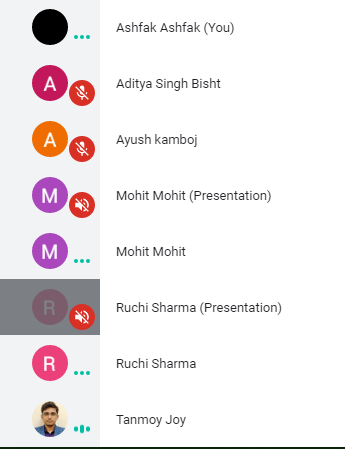 Ashfak Ashfak (You)
A Aditya Singh Bisht
A Ayush kamboj
M Mohit Mohit (Presentation)
M Mohit Mohit
R Ruchi Sharma (Presentation)
R Ruchi Sharma
Tanmoy Joy